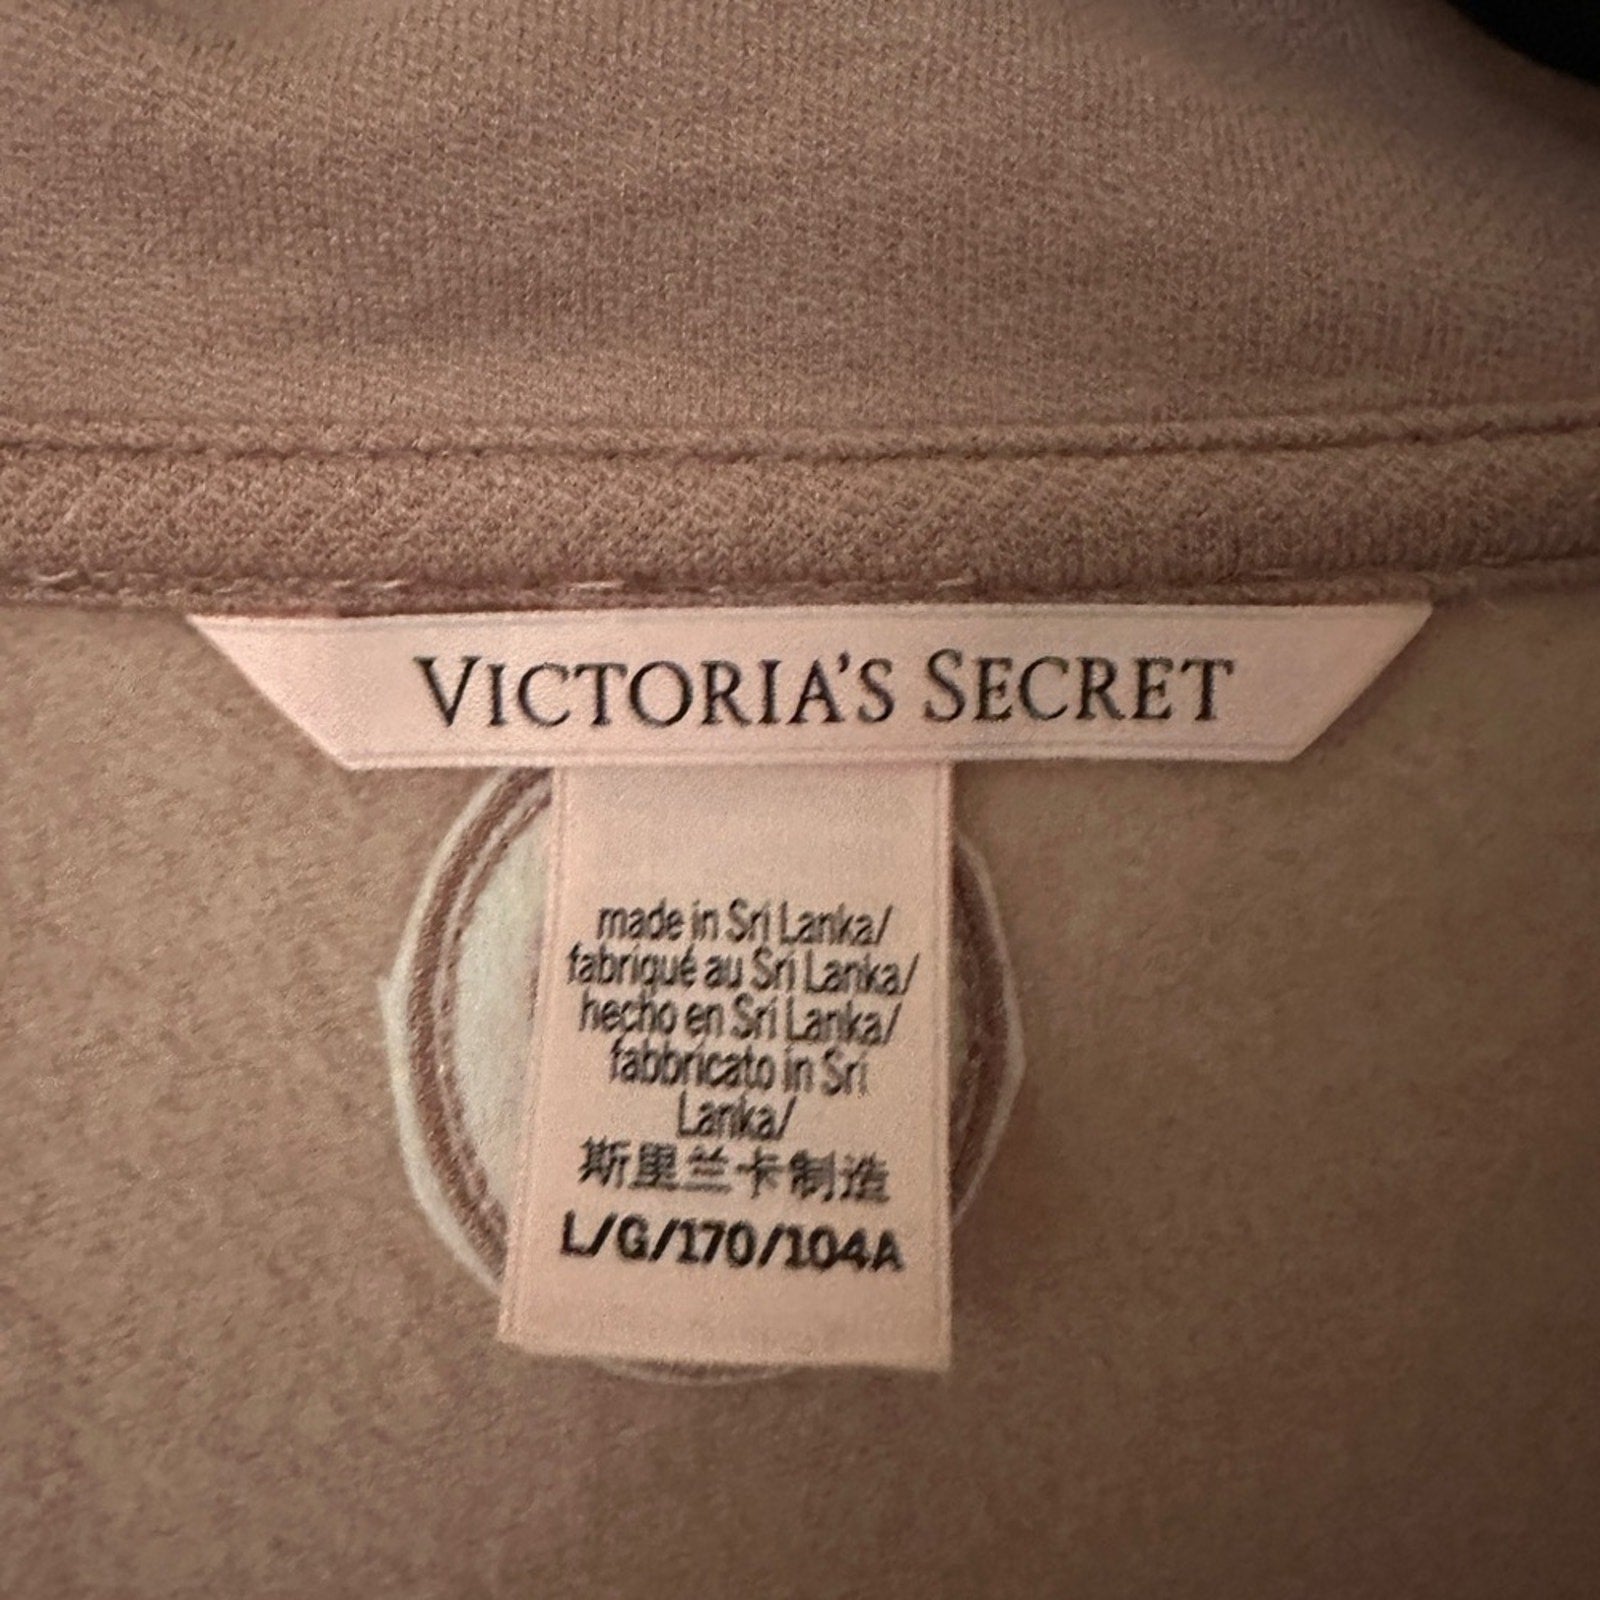 VICTORIA'S SECRET
made in Sri Lanka/
fabriqué au Sri Lanka/
hecho en Sri Lanka/
fabbricato in Sri
Lanka/
斯里兰卡制造
L/G/170/104A